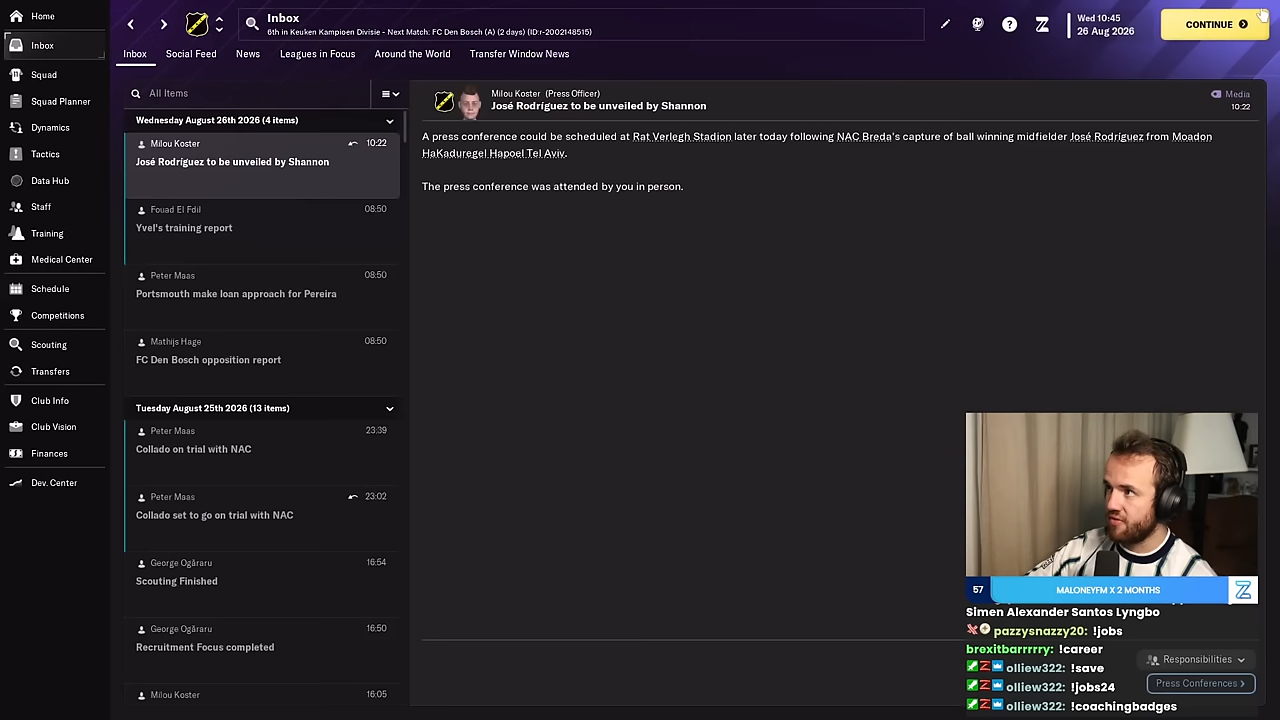 Home
Inbox
Squad
Squad Planner
Dynamics
Tactics
Data Hub
Staff
Training
Medical Center
Schedule
Competitions
Scouting
Transfers
Club Info
Club Vision
Finances
Dev. Center
Inbox
6th in Keuken Kampioen Divisie - Next Match: FC Den Bosch (A) (2 days) (ID:r-2002148515)
Wed 10:45
26 Aug 2026
CONTINUE
Inbox
Social Feed
News
Leagues in Focus
Around the World
Transfer Window News
All Items
Wednesday August 26th 2026 (4 items)
Milou Koster 10:22
José Rodríguez to be unveiled by Shannon
Fouad El Fdil 08:50
Yvel's training report
Peter Maas 08:50
Portsmouth make loan approach for Pereira
Mathijs Hage 08:50
FC Den Bosch opposition report
Tuesday August 25th 2026 (13 items)
Peter Maas 23:39
Collado on trial with NAC
Peter Maas 23:02
Collado set to go on trial with NAC
George Ogăraru 16:54
Scouting Finished
George Ogăraru 16:50
Recruitment Focus completed
Milou Koster 16:05
Milou Koster (Press Officer)
José Rodríguez to be unveiled by Shannon
Media
10:22
A press conference could be scheduled at Rat Verlegh Stadion later today following NAC Breda's capture of ball winning midfielder José Rodríguez from Moadon
HaKaduregel Hapoel Tel Aviv.
The press conference was attended by you in person.
57 MALONEYFM X 2 MONTHS
Simen Alexander Santos Lyngbo
pazzysnazzy20: !jobs
brexitbarrrrry: !career
olliew322: !save
olliew322: !jobs24
olliew322: !coachingbadges
Responsibilities
Press Conferences >